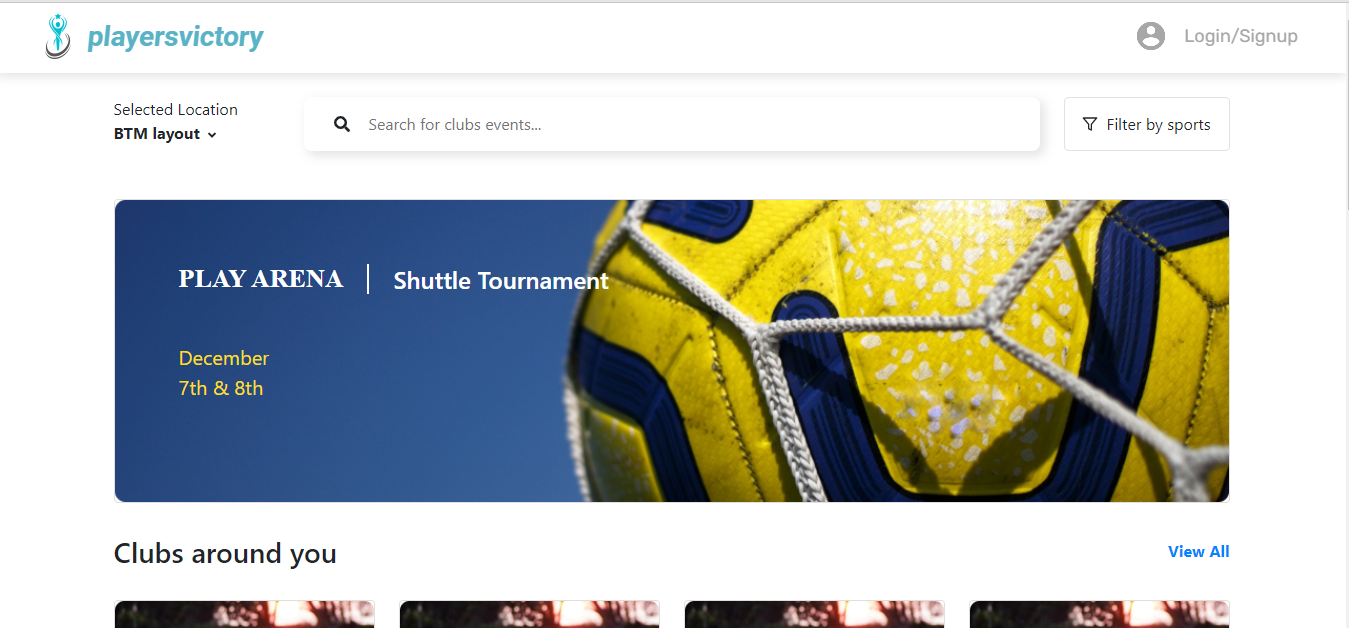 playersvictory
Login/Signup
Selected Location
BTM layout
Search for clubs events...
Filter by sports
PLAY ARENA
Shuttle Tournament
December
7th & 8th
Clubs around you
View All